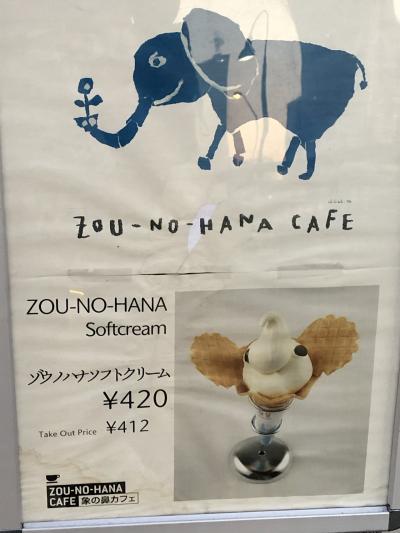 ZOU-NO-HANA CAFE
ZOU-NO-HANA
Softcream
ゾウノハナソフトクリーム
¥420
Take Out Price ¥412
ZOU-NO-HANA
CAFE 象の鼻カフェ